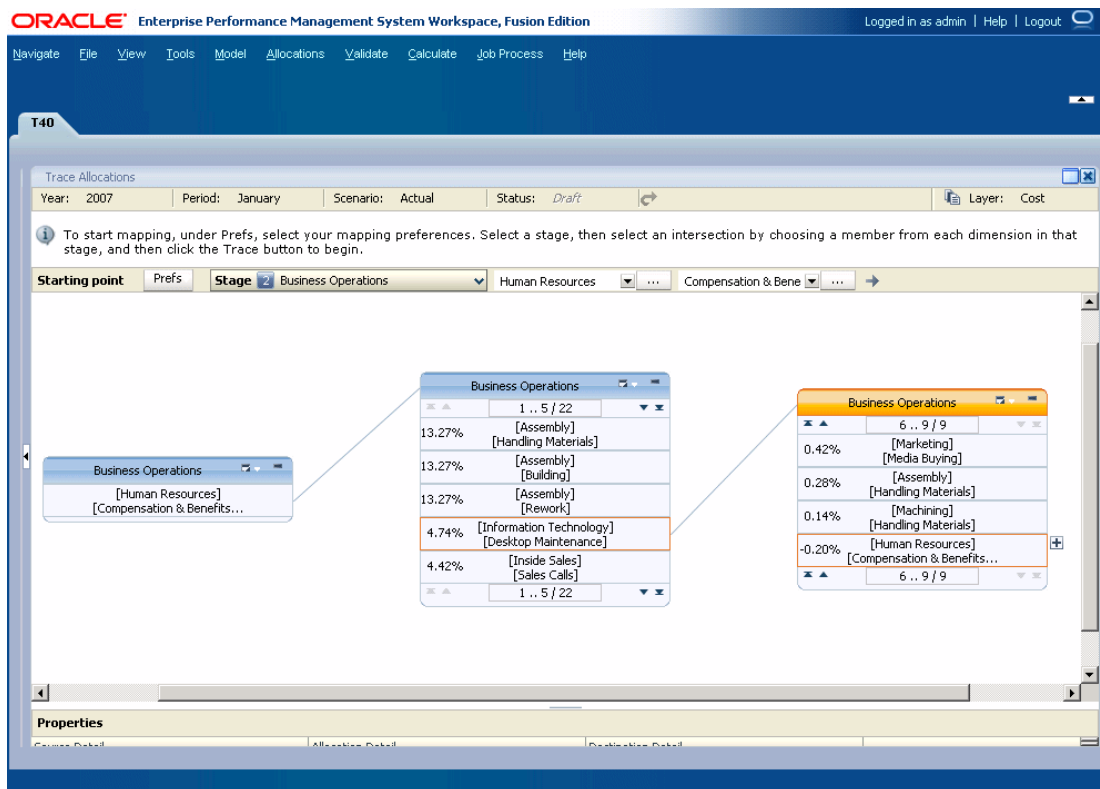 ORACLE Enterprise Performance Management System Workspace, Fusion Edition Logged in as admin | Help | Logout
Navigate File View Tools Model Allocations Validate Calculate Job Process Help
T40
Trace Allocations
Year: 2007 Period: January Scenario: Actual Status: Draft Layer: Cost
To start mapping, under Prefs, select your mapping preferences. Select a stage, then select an intersection by choosing a member from each dimension in that
stage, and then click the Trace button to begin.
Starting point Prefs Stage 2 Business Operations Human Resources ... Compensation & Bene ...
Business Operations
[Human Resources]
[Compensation & Benefits...
Business Operations
1 .. 5 / 22
13.27% [Assembly]
[Handling Materials]
13.27% [Assembly]
[Building]
13.27% [Assembly]
[Rework]
4.74% [Information Technology]
[Desktop Maintenance]
4.42% [Inside Sales]
[Sales Calls]
1 .. 5 / 22
Business Operations
6 .. 9 / 9
0.42% [Marketing]
[Media Buying]
0.28% [Assembly]
[Handling Materials]
0.14% [Machining]
[Handling Materials]
-0.20% [Human Resources]
[Compensation & Benefits...
6 .. 9 / 9
Properties
Source Detail Allocation Detail Destination Detail